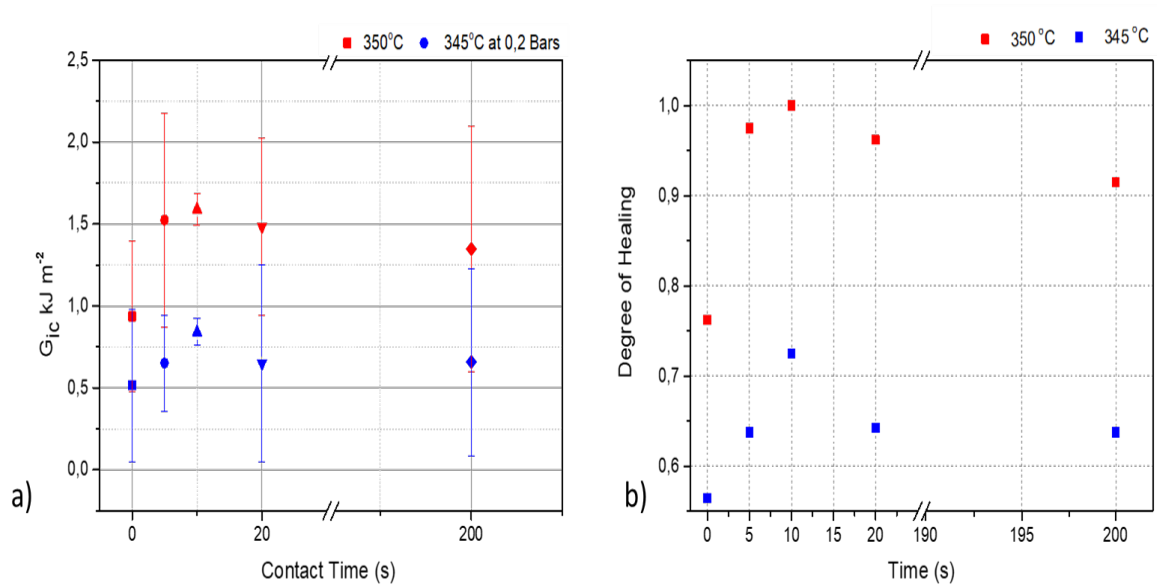 350°C 345°C at 0,2 Bars
2,5
2,0
1,5
1,0
0,5
0,0
G_ic kJ m⁻²
0 20 200
Contact Time (s)
a)
350 °C 345 °C
1,0
0,9
0,8
0,7
0,6
Degree of Healing
0 5 10 15 20 190 195 200
Time (s)
b)